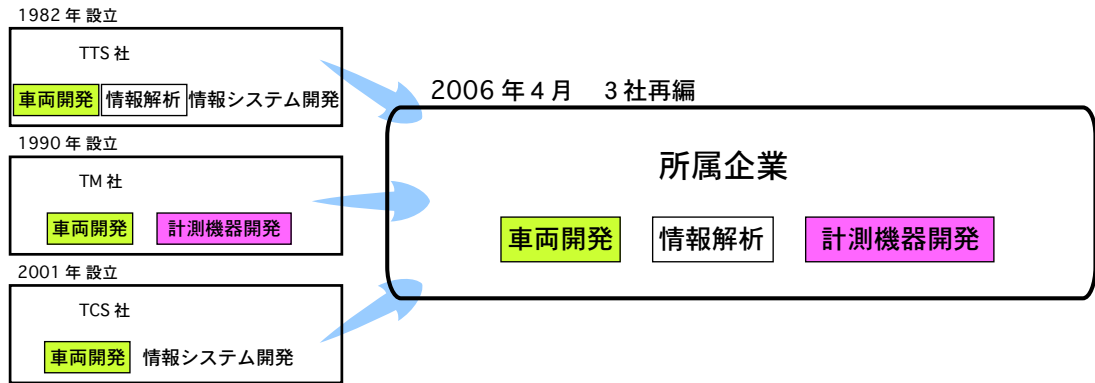 1982 年 設立
TTS 社
車両開発 情報解析 情報システム開発
1990 年 設立
TM 社
車両開発 計測機器開発
2001 年 設立
TCS 社
車両開発 情報システム開発
2006 年 4 月 3 社再編
所属企業
車両開発 情報解析 計測機器開発